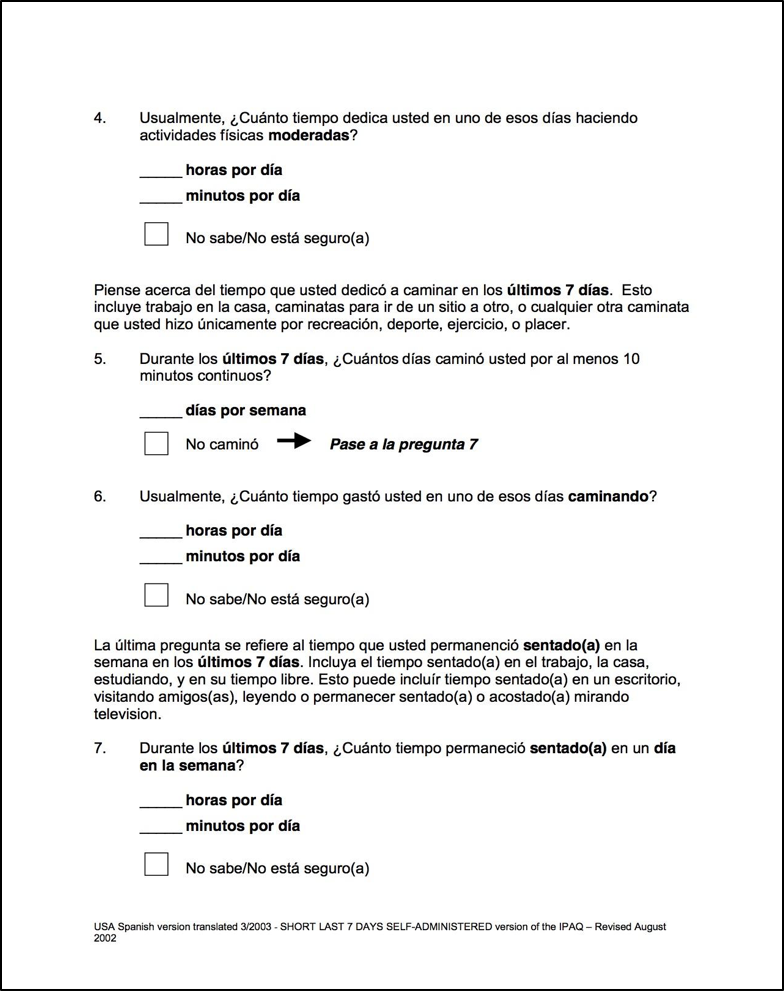 4. Usualmente, ¿Cuánto tiempo dedica usted en uno de esos días haciendo
actividades físicas moderadas?
_____ horas por día
_____ minutos por día
No sabe/No está seguro(a)
Piense acerca del tiempo que usted dedicó a caminar en los últimos 7 días. Esto
incluye trabajo en la casa, caminatas para ir de un sitio a otro, o cualquier otra caminata
que usted hizo únicamente por recreación, deporte, ejercicio, o placer.
5. Durante los últimos 7 días, ¿Cuántos días caminó usted por al menos 10
minutos continuos?
_____ días por semana
No caminó Pase a la pregunta 7
6. Usualmente, ¿Cuánto tiempo gastó usted en uno de esos días caminando?
_____ horas por día
_____ minutos por día
No sabe/No está seguro(a)
La última pregunta se refiere al tiempo que usted permanenció sentado(a) en la
semana en los últimos 7 días. Incluya el tiempo sentado(a) en el trabajo, la casa,
estudiando, y en su tiempo libre. Esto puede incluír tiempo sentado(a) en un escritorio,
visitando amigos(as), leyendo o permanecer sentado(a) o acostado(a) mirando
television.
7. Durante los últimos 7 días, ¿Cuánto tiempo permaneció sentado(a) en un día
en la semana?
_____ horas por día
_____ minutos por día
No sabe/No está seguro(a)
USA Spanish version translated 3/2003 - SHORT LAST 7 DAYS SELF-ADMINISTERED version of the IPAQ – Revised August
2002